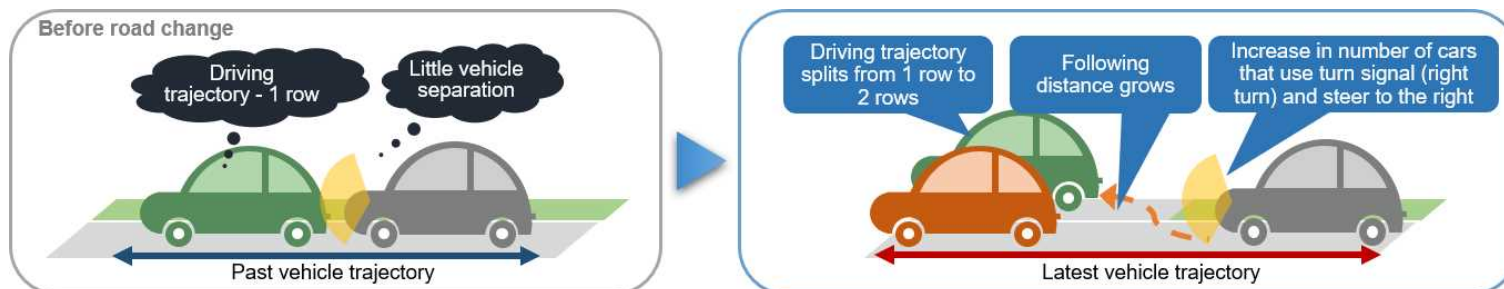 Before road change
Driving
trajectory - 1 row
Little vehicle
separation
Past vehicle trajectory
Driving trajectory
splits from 1 row to
2 rows
Following
distance grows
Increase in number of cars
that use turn signal (right
turn) and steer to the right
Latest vehicle trajectory